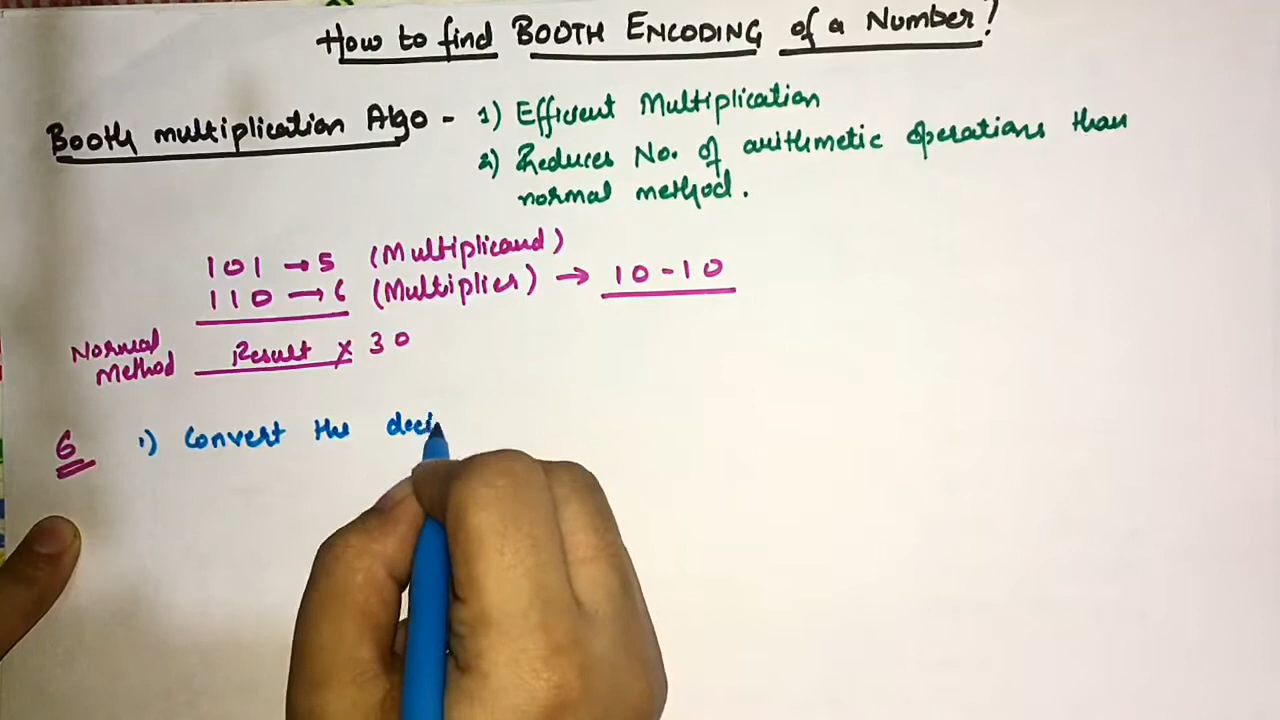 How to find BOOTH ENCODING of a Number?
Booth multiplication Algo - 1) Efficient Multiplication
2) Reduces No. of arithmetic operations than
normal method.
101 → 5 (Multiplicand)
110 → 6 (Multiplier) → 10-10
Normal Method Result x 30
6 1) Convert the deci